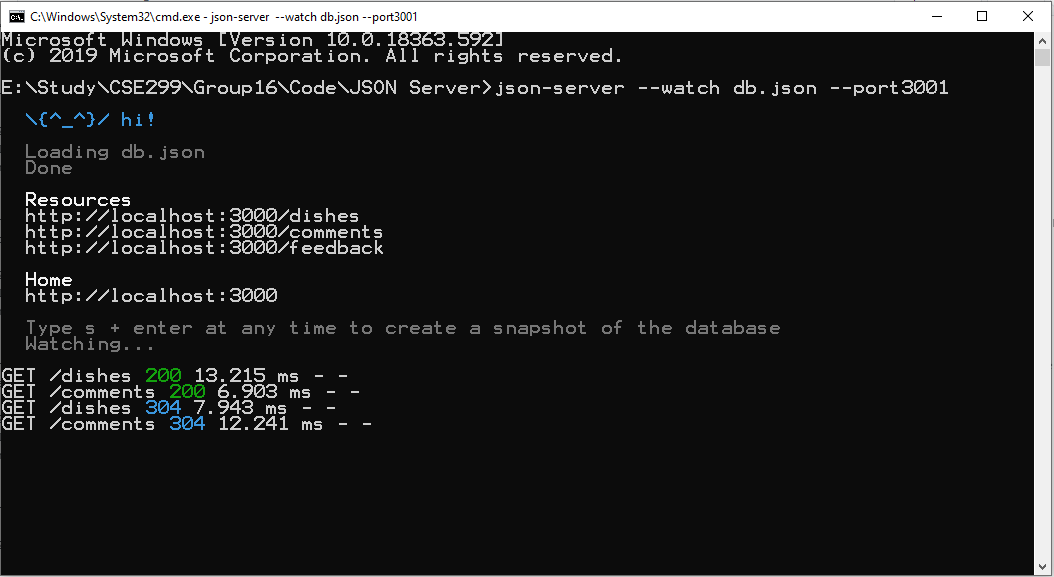 C:\Windows\System32\cmd.exe - json-server --watch db.json --port3001
Microsoft Windows [Version 10.0.18363.592]
(c) 2019 Microsoft Corporation. All rights reserved.
E:\Study\CSE299\Group16\Code\JSON Server>json-server --watch db.json --port3001
\{^_^}/ hi!
Loading db.json
Done
Resources
http://localhost:3000/dishes
http://localhost:3000/comments
http://localhost:3000/feedback
Home
http://localhost:3000
Type s + enter at any time to create a snapshot of the database
Watching...
GET /dishes 200 13.215 ms - -
GET /comments 200 6.903 ms - -
GET /dishes 304 7.943 ms - -
GET /comments 304 12.241 ms - -